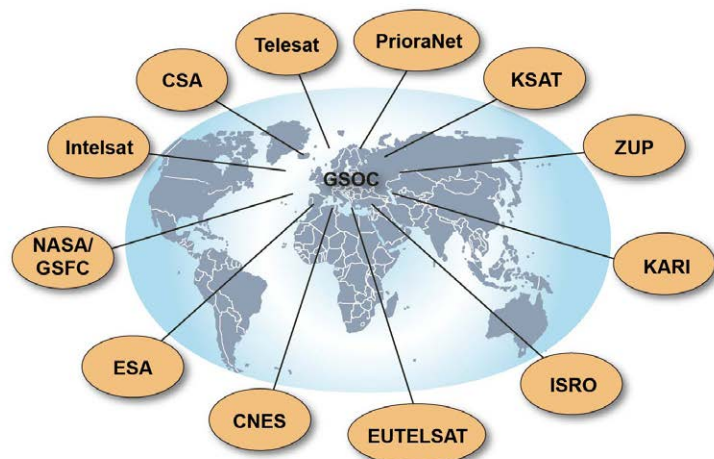 Telesat
PrioraNet
CSA
KSAT
Intelsat
ZUP
GSOC
NASA/
GSFC
KARI
ESA
ISRO
CNES
EUTELSAT